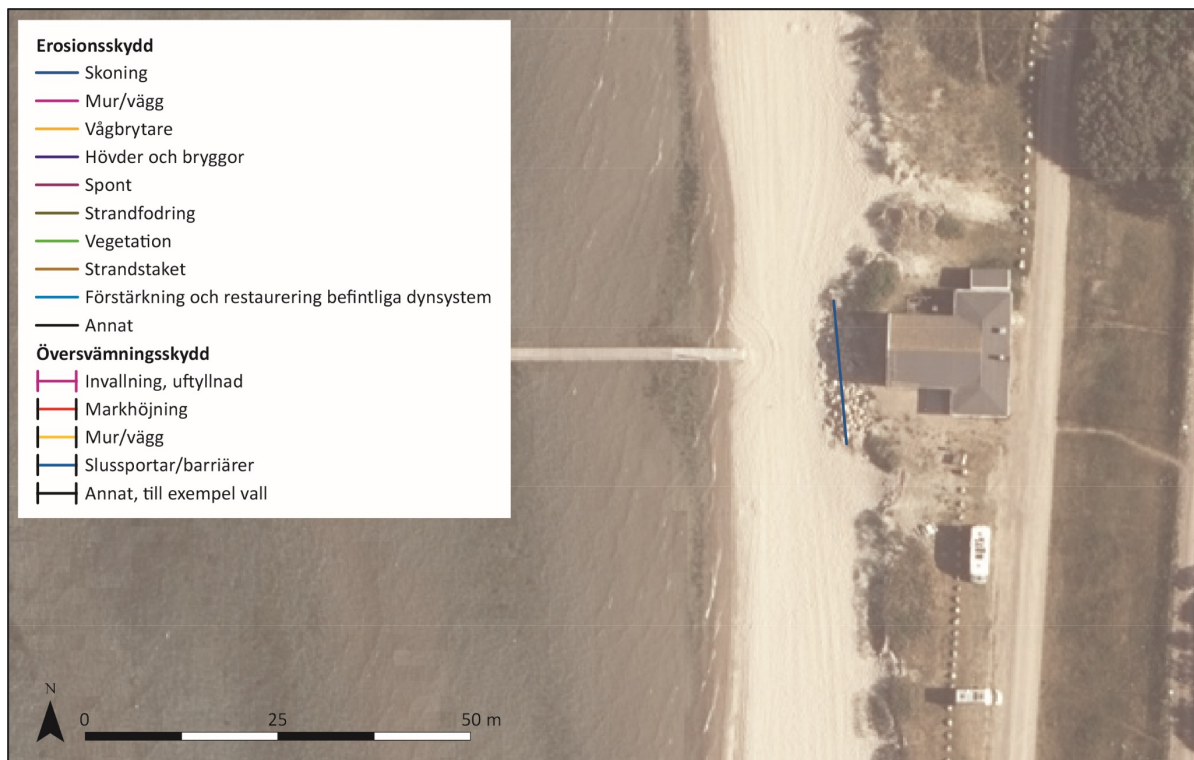 Erosionsskydd
Skoning
Mur/vägg
Vågbrytare
Hövder och bryggor
Spont
Strandfodring
Vegetation
Strandstaket
Förstärkning och restaurering befintliga dynsystem
Annat
Översvämningsskydd
Invallning, uftyllnad
Markhöjning
Mur/vägg
Slussportar/barriärer
Annat, till exempel vall
N
0 25 50 m